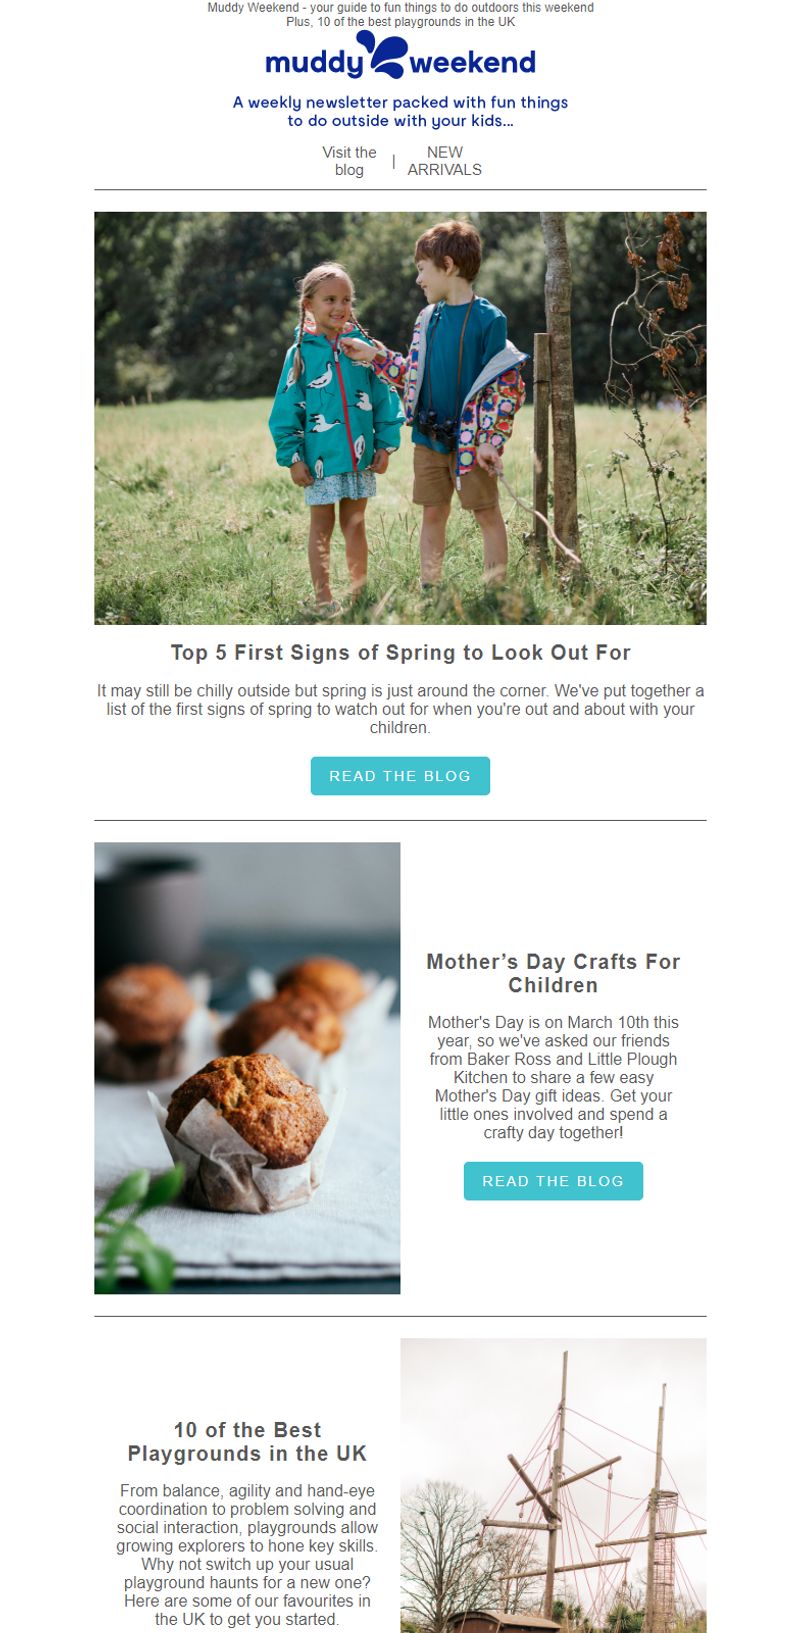 Muddy Weekend - your guide to fun things to do outdoors this weekend
Plus, 10 of the best playgrounds in the UK
muddy weekend
A weekly newsletter packed with fun things
to do outside with your kids...
Visit the
blog
|
NEW
ARRIVALS
Top 5 First Signs of Spring to Look Out For
It may still be chilly outside but spring is just around the corner. We've put together a
list of the first signs of spring to watch out for when you're out and about with your
children.
READ THE BLOG
Mother’s Day Crafts For
Children
Mother's Day is on March 10th this
year, so we've asked our friends
from Baker Ross and Little Plough
Kitchen to share a few easy
Mother's Day gift ideas. Get your
little ones involved and spend a
crafty day together!
READ THE BLOG
10 of the Best
Playgrounds in the UK
From balance, agility and hand-eye
coordination to problem solving and
social interaction, playgrounds allow
growing explorers to hone key skills.
Why not switch up your usual
playground haunts for a new one?
Here are some of our favourites in
the UK to get you started.